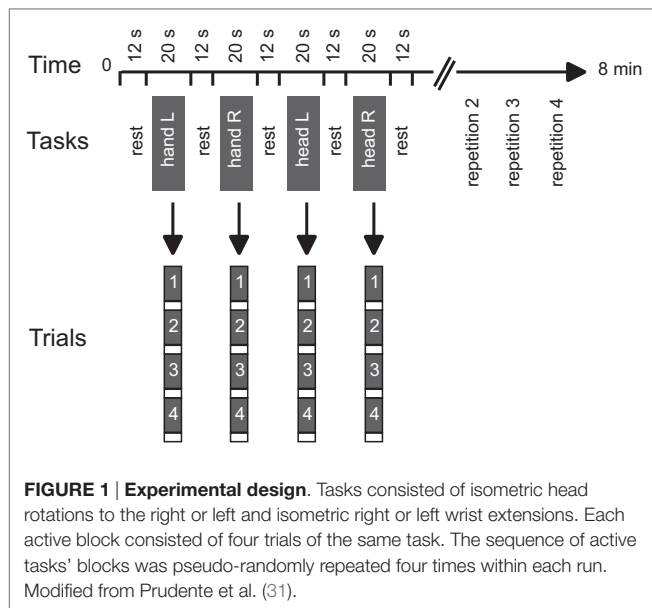 12 s 20 s 12 s 20 s 12 s 20 s 12 s 20 s 12 s
Time 0 8 min
Tasks rest hand L rest hand R rest head L rest head R rest repetition 2 repetition 3 repetition 4
Trials
1 1 1 1
2 2 2 2
3 3 3 3
4 4 4 4
FIGURE 1 | Experimental design. Tasks consisted of isometric head
rotations to the right or left and isometric right or left wrist extensions. Each
active block consisted of four trials of the same task. The sequence of active
tasks’ blocks was pseudo-randomly repeated four times within each run.
Modified from Prudente et al. (31).